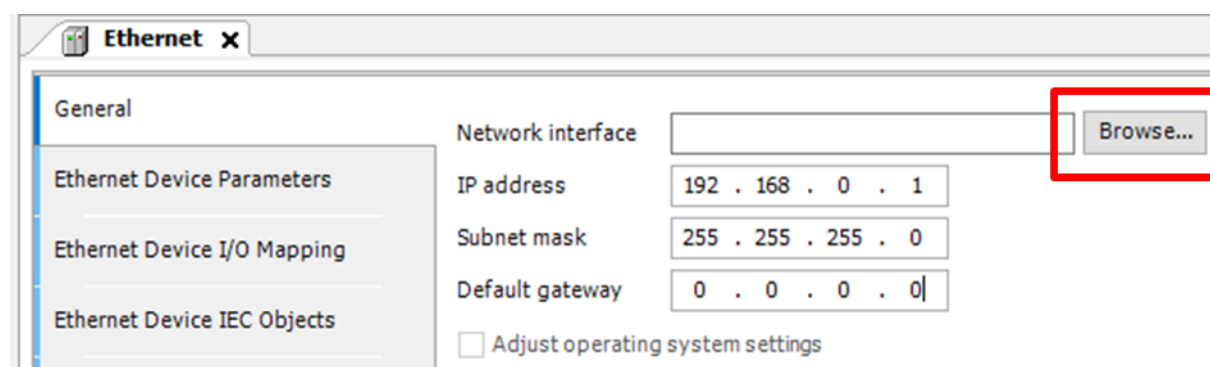 Ethernet
General
Network interface Browse...
Ethernet Device Parameters
IP address 192 . 168 . 0 . 1
Ethernet Device I/O Mapping
Subnet mask 255 . 255 . 255 . 0
Default gateway 0 . 0 . 0 . 0
Ethernet Device IEC Objects
Adjust operating system settings